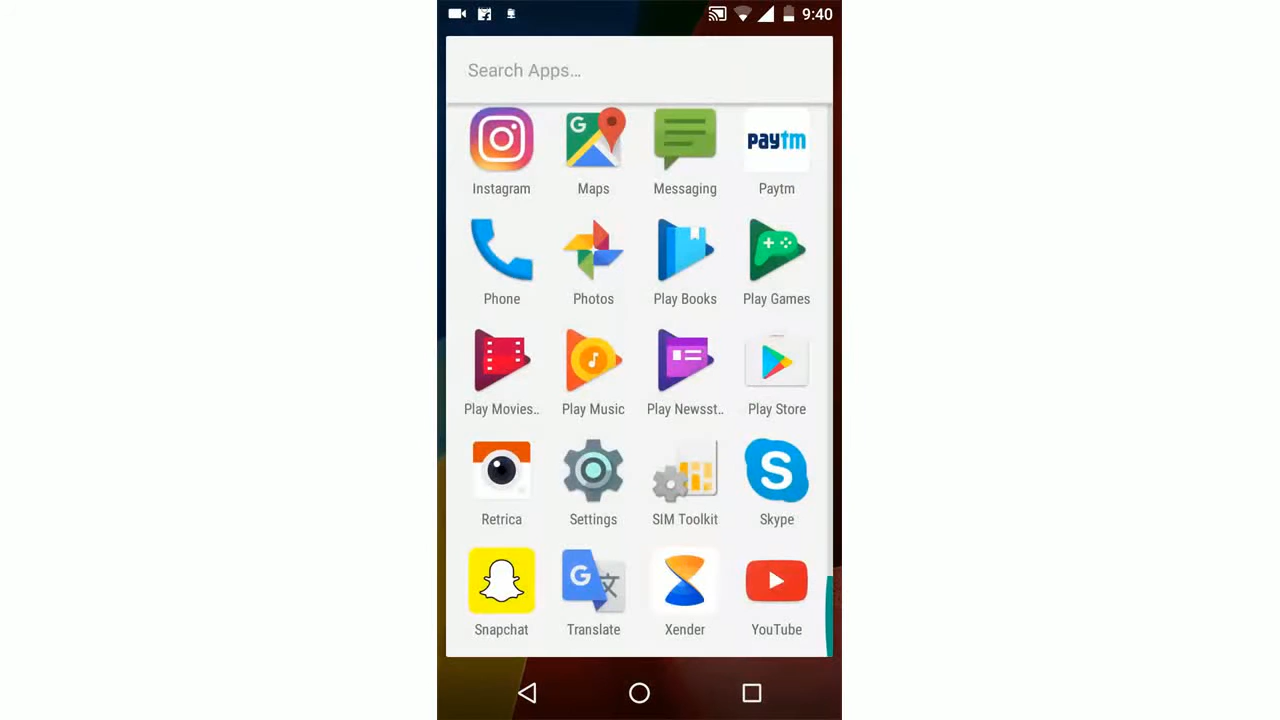 9:40
Search Apps...
G
paytm
Instagram
Maps
Messaging
Paytm
Phone
Photos
Play Books
Play Games
Play Movies..
Play Music
Play Newsst..
Play Store
S
Retrica
Settings
SIM Toolkit
Skype
G 文
Snapchat
Translate
Xender
YouTube